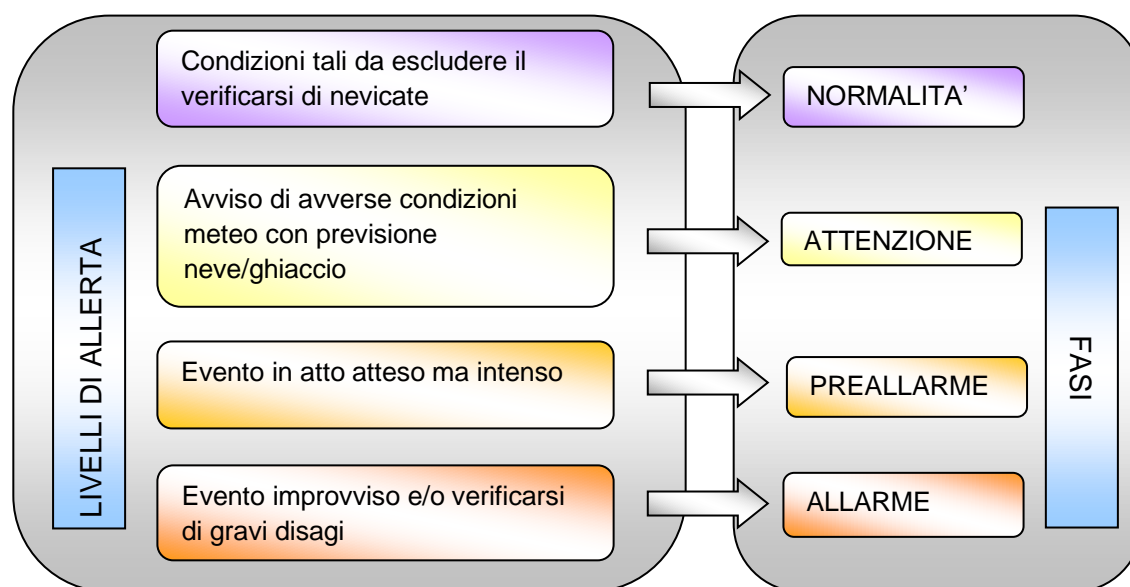 LIVELLI DI ALLERTA
Condizioni tali da escludere il
verificarsi di nevicate
NORMALITA’
Avviso di avverse condizioni
meteo con previsione
neve/ghiaccio
ATTENZIONE
Evento in atto atteso ma intenso
PREALLARME
Evento improvviso e/o verificarsi
di gravi disagi
ALLARME
FASI